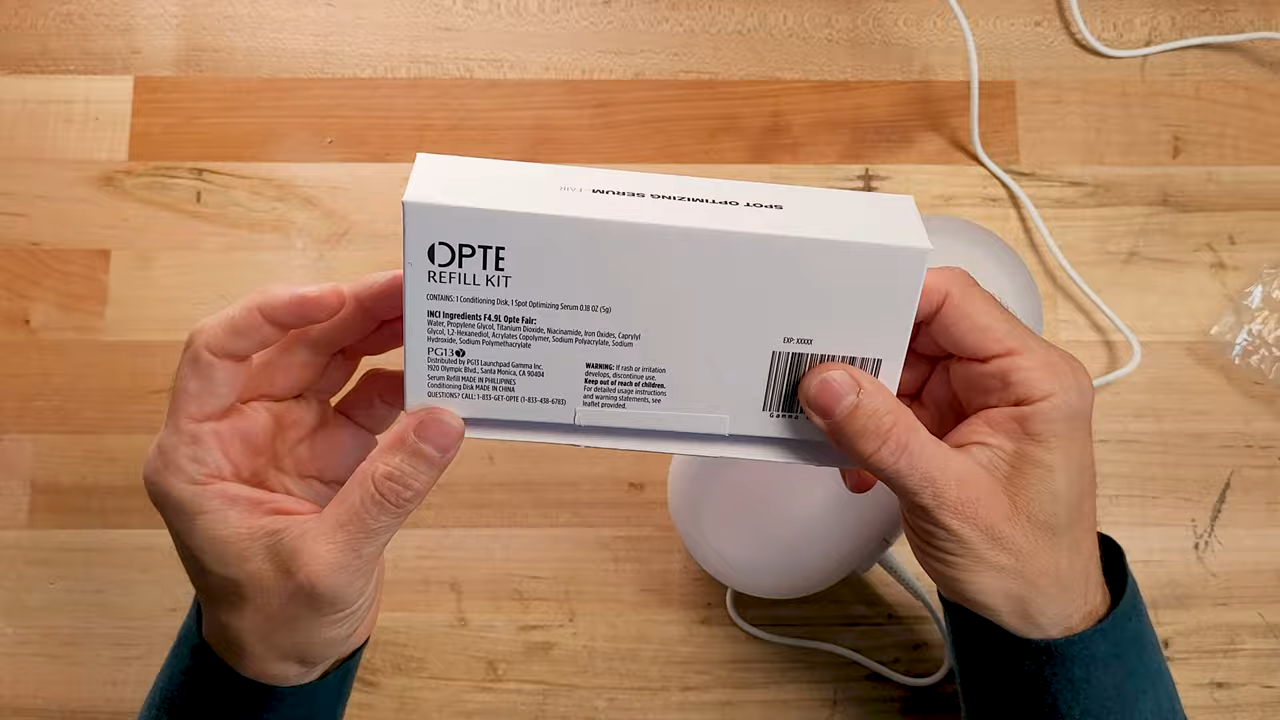 SPOT OPTIMIZING SERUM - FAIR
OPTE
REFILL KIT
CONTAINS: 1 Conditioning Disk, 1 Spot Optimizing Serum 0.18 OZ (5g)
INCI Ingredients F4.9L Opte Fair:
Water, Propylene Glycol, Titanium Dioxide, Niacinamide, Iron Oxides, Caprylyl
Glycol, 1,2-Hexanediol, Acrylates Copolymer, Sodium Polyacrylate, Sodium
Hydroxide, Sodium Polymethacrylate
PG13
Distributed by PG13 Launchpad Gamma Inc.
1920 Olympic Blvd., Santa Monica, CA 90404
Serum Refill MADE IN PHILLIPINES
Conditioning Disk MADE IN CHINA
QUESTIONS? CALL: 1-833-GET-OPTE (1-833-438-6783)
WARNING: If rash or irritation
develops, discontinue use.
Keep out of reach of children.
For detailed usage instructions
and warning statements, see
leaflet provided.
EXP: XXXXX
Gamma